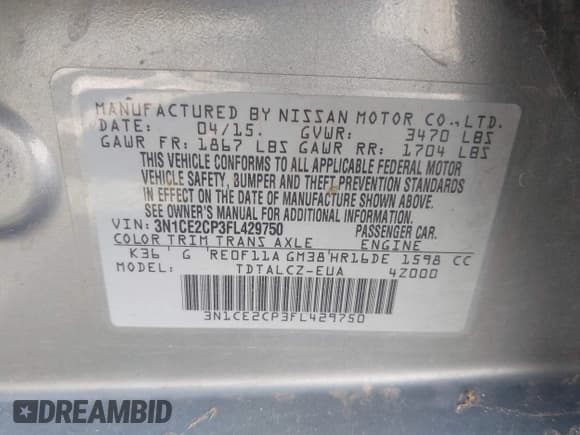 MANUFACTURED BY NISSAN MOTOR CO.,LTD.
DATE: 04/15. GVWR: 3470 LBS
GAWR FR: 1867 LBS GAWR RR: 1704 LBS
THIS VEHICLE CONFORMS TO ALL APPLICABLE FEDERAL MOTOR
VEHICLE SAFETY, BUMPER AND THEFT PREVENTION STANDARDS
IN EFFECT ON THE DATE OF MANUFACTURE SHOWN ABOVE.
SEE OWNER'S MANUAL FOR ADDITIONAL INFORMATION.
VIN: 3N1CE2CP3FL429750 PASSENGER CAR.
COLOR TRIM TRANS AXLE ENGINE
K36 G RE0F11A GM38 HR16DE 1598 CC
MODEL: TDTALCZ-EUA 4Z000
3N1CE2CP3FL429750
DREAMBID